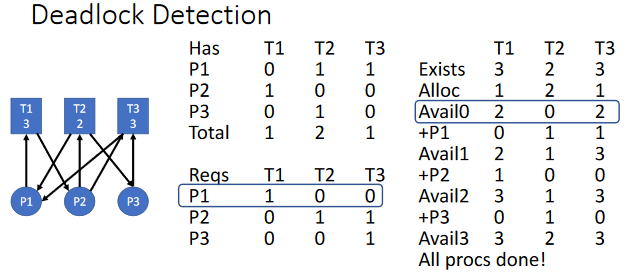 Deadlock Detection
T1 T2 T3
3 2 3
P1 P2 P3
Has T1 T2 T3
P1 0 1 1
P2 1 0 0
P3 0 1 0
Total 1 2 1
Reqs T1 T2 T3
P1 1 0 0
P2 0 1 1
P3 0 0 1
T1 T2 T3
Exists 3 2 3
Alloc 1 2 1
Avail0 2 0 2
+P1 0 1 1
Avail1 2 1 3
+P2 1 0 0
Avail2 3 1 3
+P3 0 1 0
Avail3 3 2 3
All procs done!